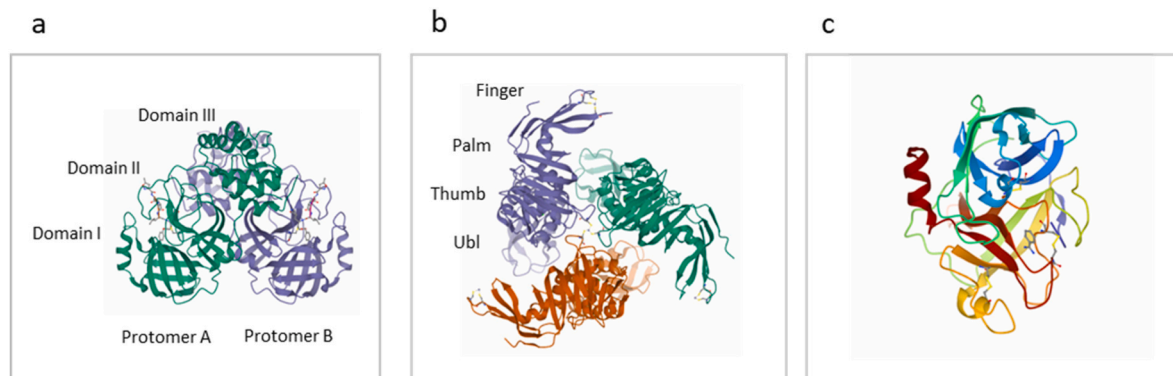 a
b
c
Domain III
Domain II
Domain I
Protomer A
Protomer B
Finger
Palm
Thumb
Ubl